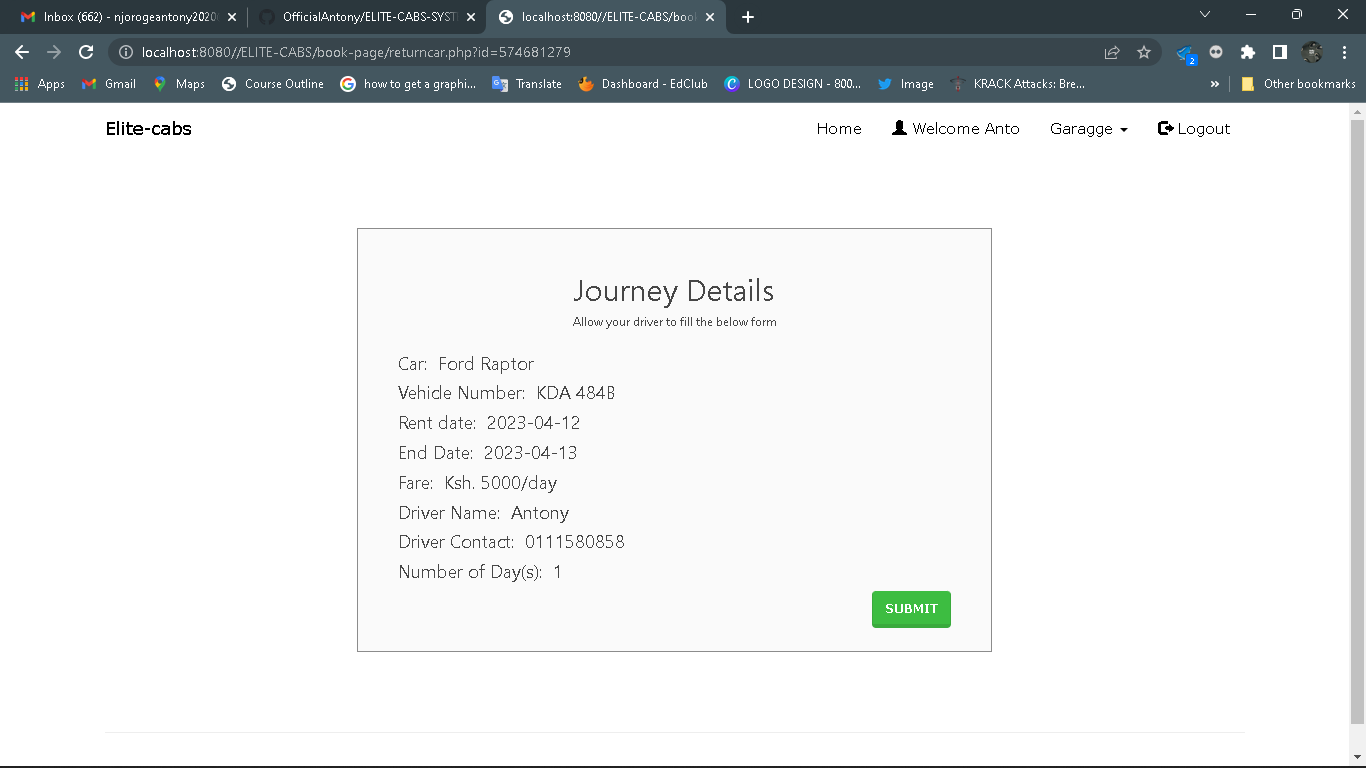 Inbox (662) - njorogeantony2020
OfficialAntony/ELITE-CABS-SYST
localhost:8080//ELITE-CABS/boo
localhost:8080//ELITE-CABS/book-page/returncar.php?id=574681279
2
Apps Gmail Maps Course Outline how to get a graphi... Translate Dashboard - EdClub LOGO DESIGN - 800... Image KRACK Attacks: Bre... » Other bookmarks
Elite-cabs Home Welcome Anto Garagge Logout
Journey Details
Allow your driver to fill the below form
Car: Ford Raptor
Vehicle Number: KDA 484B
Rent date: 2023-04-12
End Date: 2023-04-13
Fare: Ksh. 5000/day
Driver Name: Antony
Driver Contact: 0111580858
Number of Day(s): 1
SUBMIT